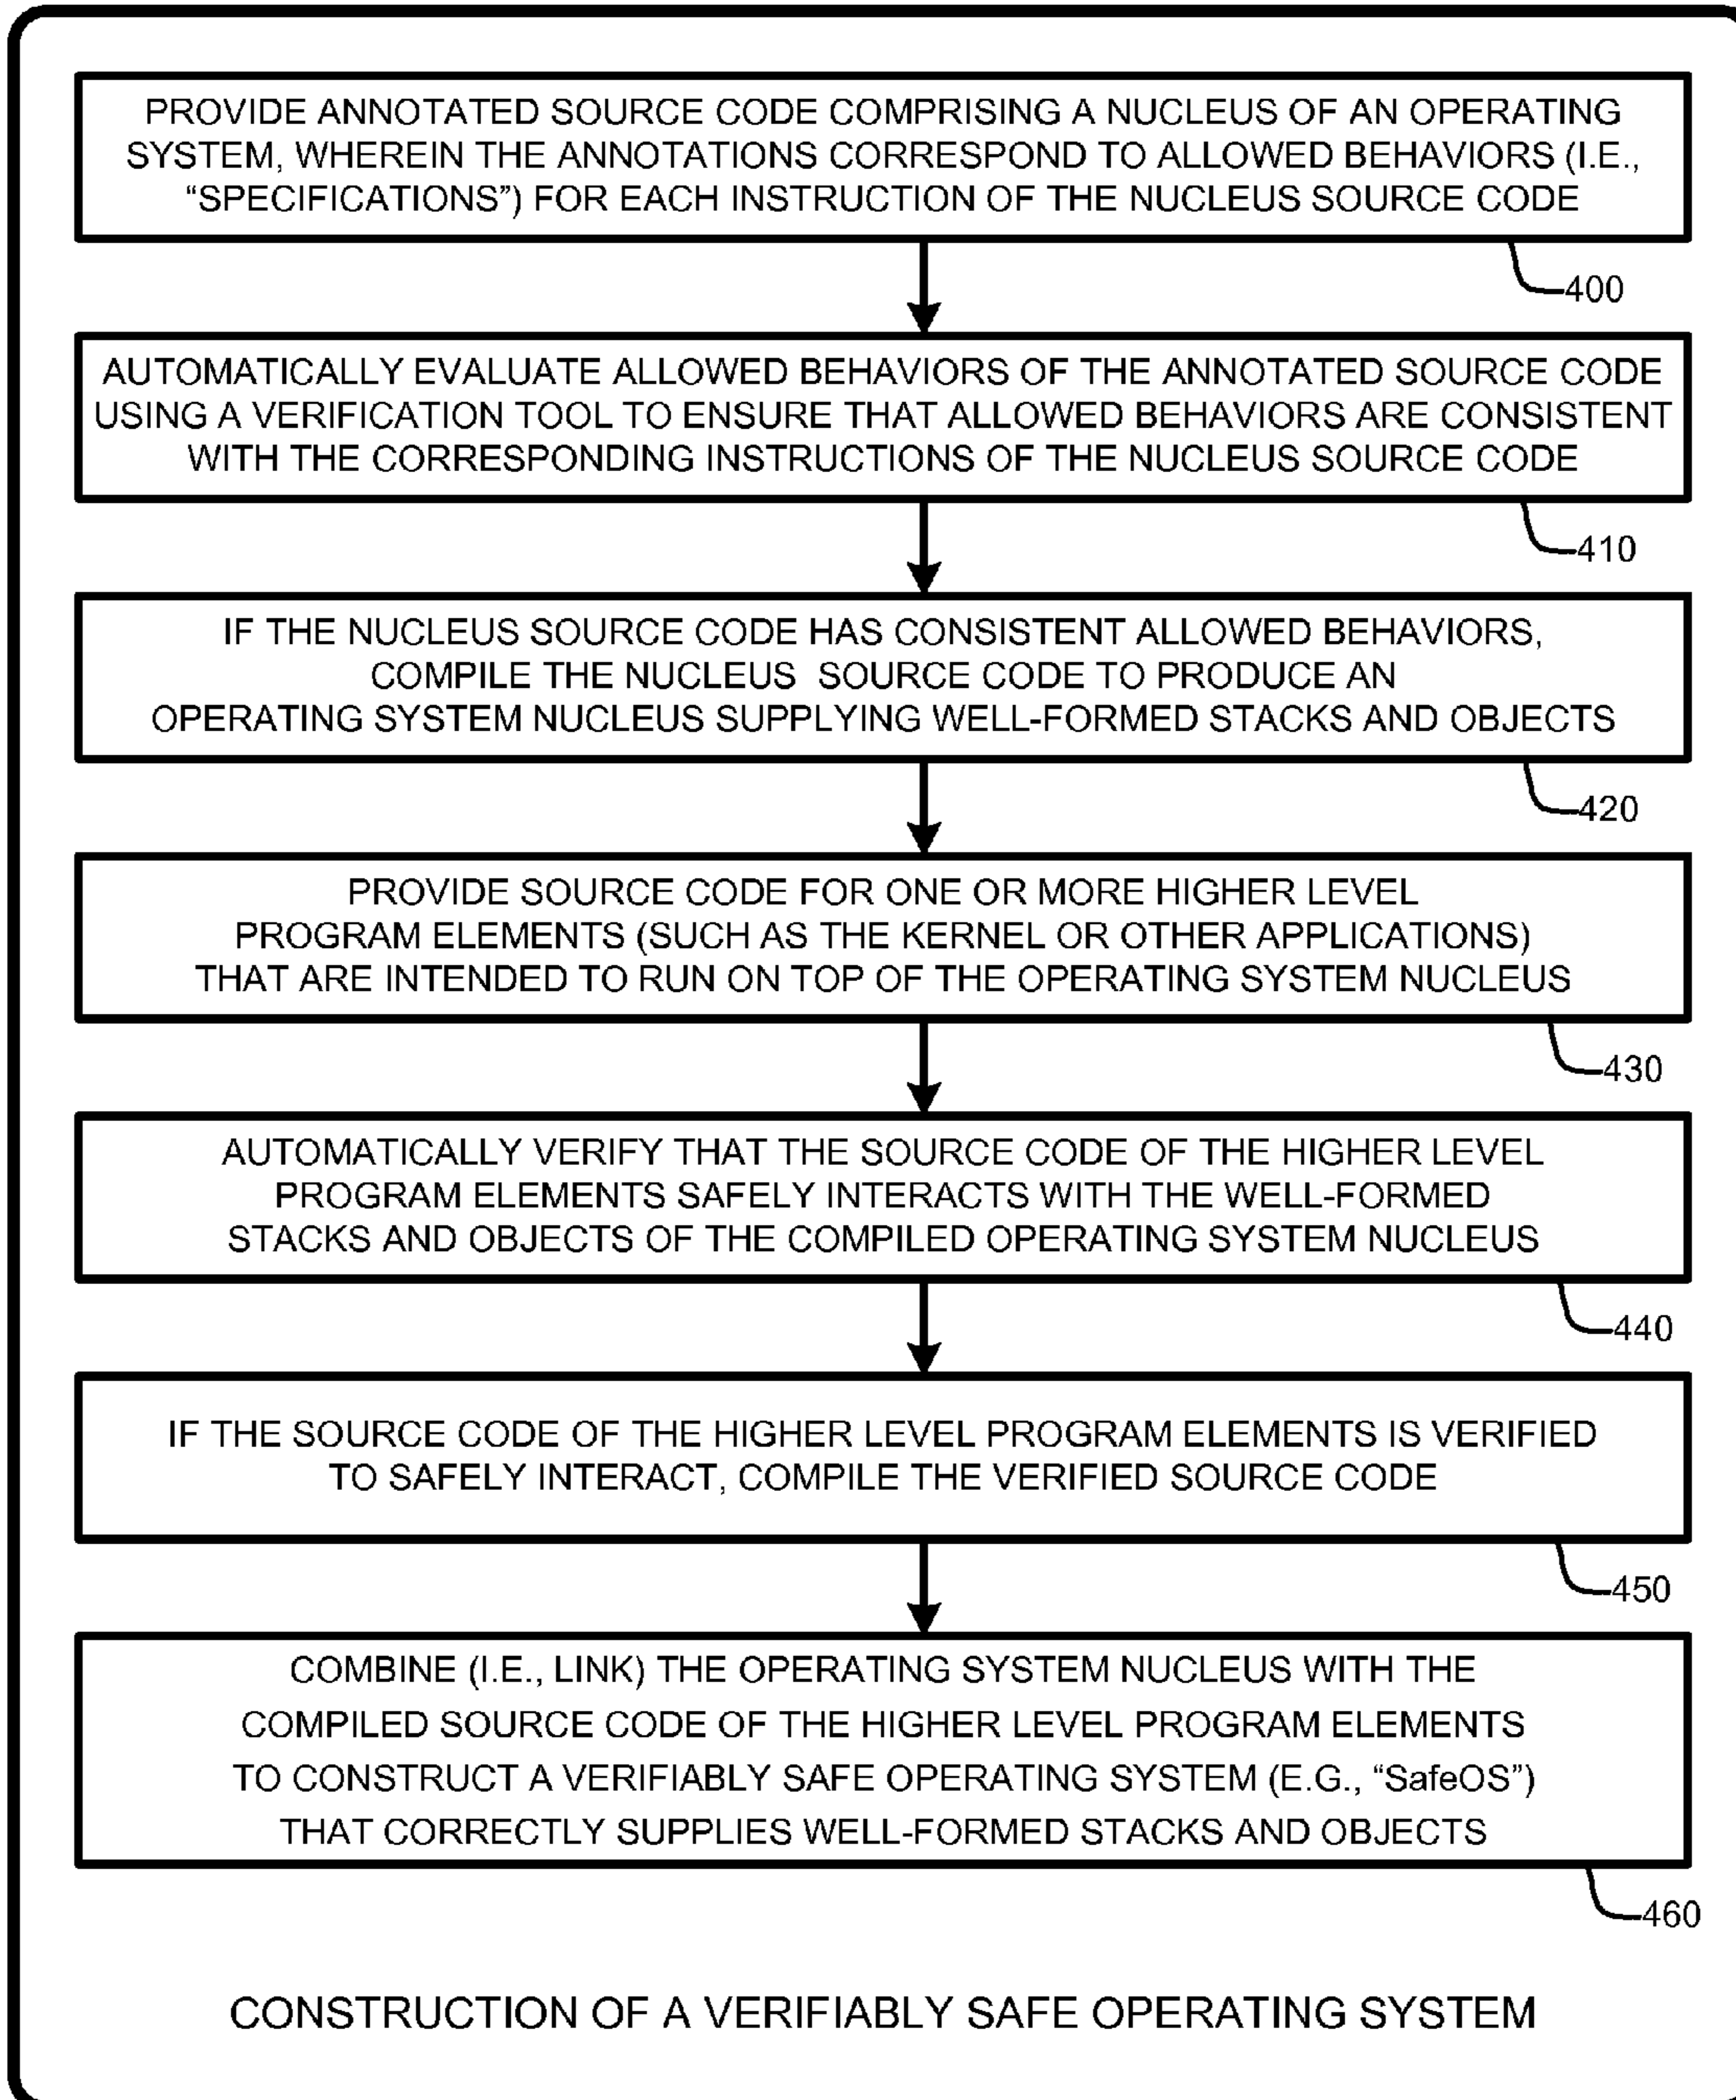 PROVIDE ANNOTATED SOURCE CODE COMPRISING A NUCLEUS OF AN OPERATING
SYSTEM, WHEREIN THE ANNOTATIONS CORRESPOND TO ALLOWED BEHAVIORS (I.E.,
“SPECIFICATIONS”) FOR EACH INSTRUCTION OF THE NUCLEUS SOURCE CODE
400
AUTOMATICALLY EVALUATE ALLOWED BEHAVIORS OF THE ANNOTATED SOURCE CODE
USING A VERIFICATION TOOL TO ENSURE THAT ALLOWED BEHAVIORS ARE CONSISTENT
WITH THE CORRESPONDING INSTRUCTIONS OF THE NUCLEUS SOURCE CODE
410
IF THE NUCLEUS SOURCE CODE HAS CONSISTENT ALLOWED BEHAVIORS,
COMPILE THE NUCLEUS SOURCE CODE TO PRODUCE AN
OPERATING SYSTEM NUCLEUS SUPPLYING WELL-FORMED STACKS AND OBJECTS
420
PROVIDE SOURCE CODE FOR ONE OR MORE HIGHER LEVEL
PROGRAM ELEMENTS (SUCH AS THE KERNEL OR OTHER APPLICATIONS)
THAT ARE INTENDED TO RUN ON TOP OF THE OPERATING SYSTEM NUCLEUS
430
AUTOMATICALLY VERIFY THAT THE SOURCE CODE OF THE HIGHER LEVEL
PROGRAM ELEMENTS SAFELY INTERACTS WITH THE WELL-FORMED
STACKS AND OBJECTS OF THE COMPILED OPERATING SYSTEM NUCLEUS
440
IF THE SOURCE CODE OF THE HIGHER LEVEL PROGRAM ELEMENTS IS VERIFIED
TO SAFELY INTERACT, COMPILE THE VERIFIED SOURCE CODE
450
COMBINE (I.E., LINK) THE OPERATING SYSTEM NUCLEUS WITH THE
COMPILED SOURCE CODE OF THE HIGHER LEVEL PROGRAM ELEMENTS
TO CONSTRUCT A VERIFIABLY SAFE OPERATING SYSTEM (E.G., “SafeOS”)
THAT CORRECTLY SUPPLIES WELL-FORMED STACKS AND OBJECTS
460
CONSTRUCTION OF A VERIFIABLY SAFE OPERATING SYSTEM